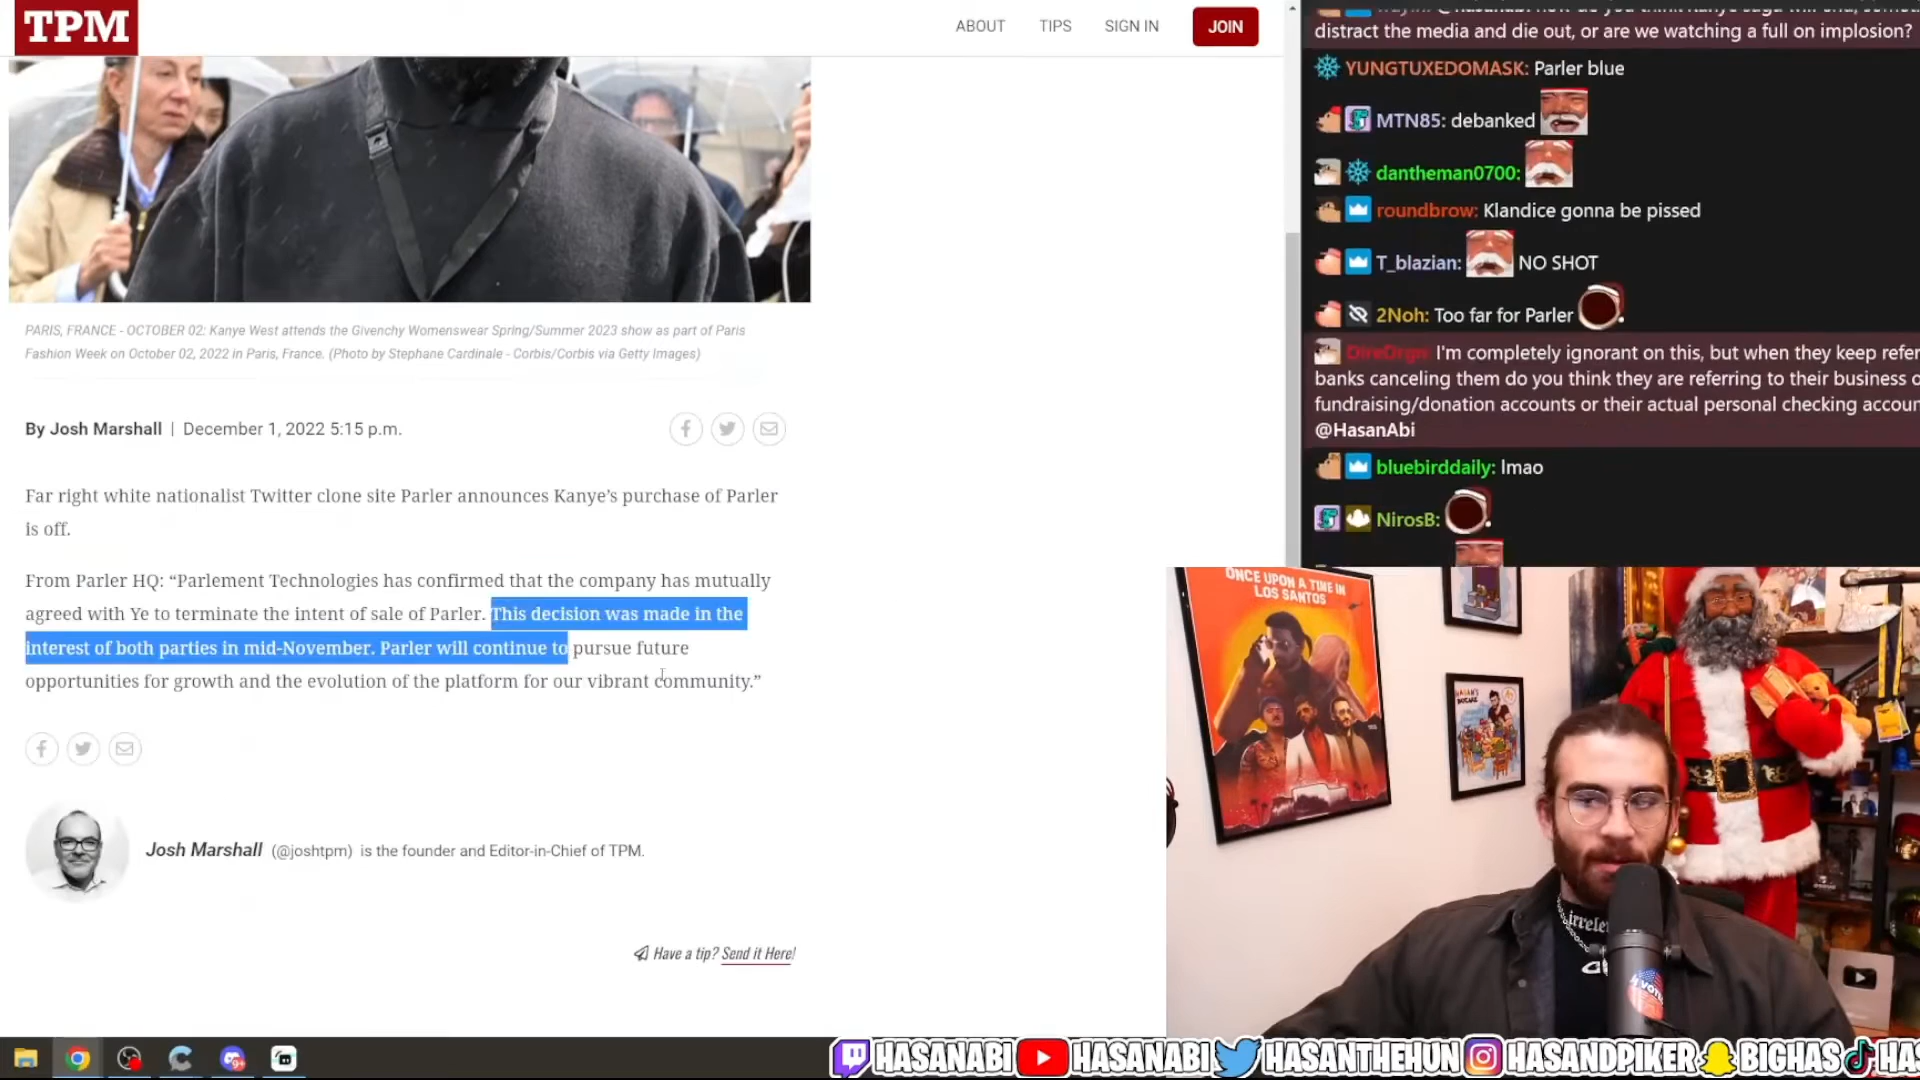 TPM
ABOUT
TIPS
SIGN IN
JOIN
PARIS, FRANCE - OCTOBER 02: Kanye West attends the Givenchy Womenswear Spring/Summer 2023 show as part of Paris
Fashion Week on October 02, 2022 in Paris, France. (Photo by Stephane Cardinale - Corbis/Corbis via Getty Images)
By Josh Marshall | December 1, 2022 5:15 p.m.
Far right white nationalist Twitter clone site Parler announces Kanye’s purchase of Parler
is off.
From Parler HQ: “Parlement Technologies has confirmed that the company has mutually
agreed with Ye to terminate the intent of sale of Parler. This decision was made in the
interest of both parties in mid-November. Parler will continue to pursue future
opportunities for growth and the evolution of the platform for our vibrant community.”
Josh Marshall (@joshtpm) is the founder and Editor-in-Chief of TPM.
Have a tip? Send it Here!
distract the media and die out, or are we watching a full on implosion?
YUNGTUXEDOMASK: Parler blue
MTN85: debanked
dantheman0700:
roundbrow: Klandice gonna be pissed
T_blazian: NO SHOT
2Noh: Too far for Parler
DireDrgn: I'm completely ignorant on this, but when they keep refer
banks canceling them do you think they are referring to their business o
fundraising/donation accounts or their actual personal checking accou
@HasanAbi
bluebirddaily: lmao
NirosB:
ONCE UPON A TIME IN
LOS SANTOS
HASANABI
HASANABI
HASANTHEHUN
HASANDPIKER
BIGHAS
HAS